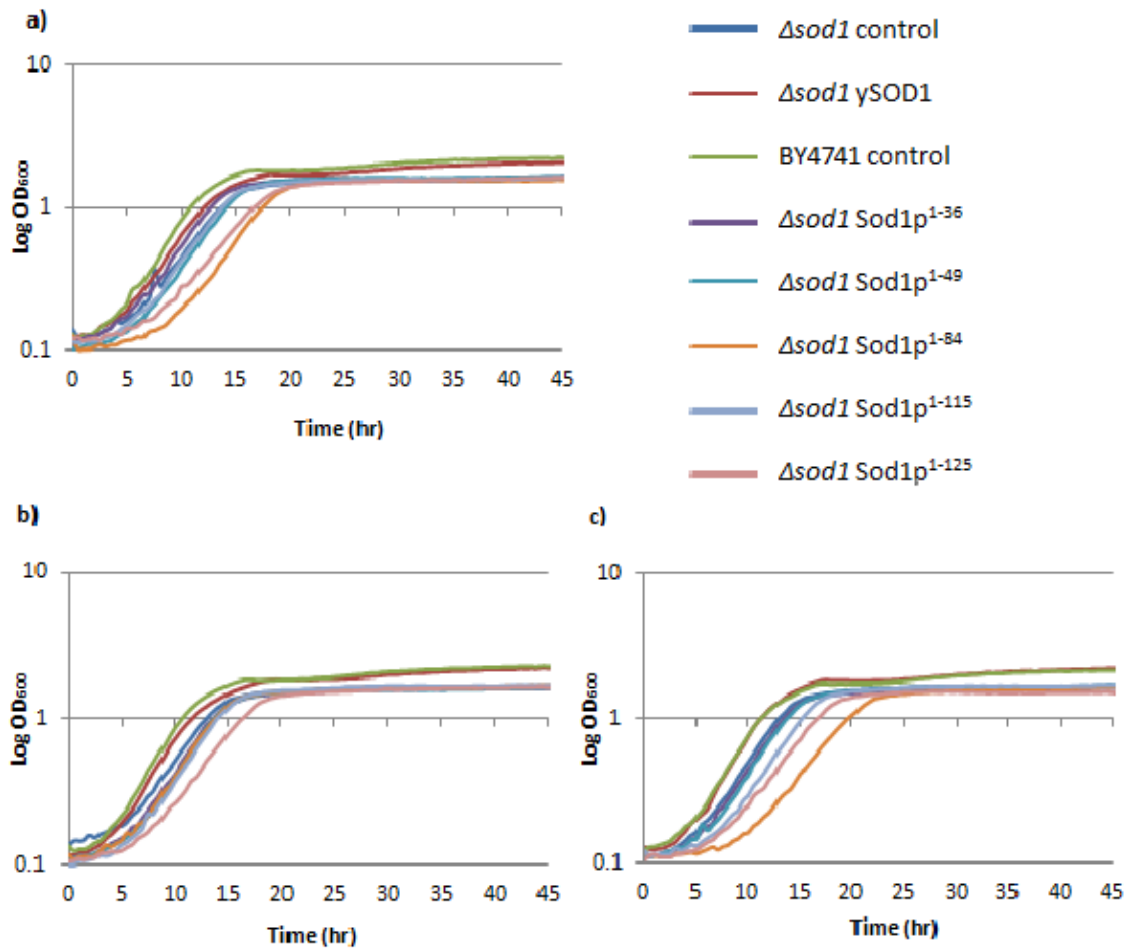 a)
10
1
0.1
Log OD₆₀₀
0 5 10 15 20 25 30 35 40 45
Time (hr)
Δsod1 control
Δsod1 ySOD1
BY4741 control
Δsod1 Sod1p¹⁻³⁶
Δsod1 Sod1p¹⁻⁴⁹
Δsod1 Sod1p¹⁻⁸⁴
Δsod1 Sod1p¹⁻¹¹⁵
Δsod1 Sod1p¹⁻¹²⁵
b)
10
1
0.1
Log OD₆₀₀
0 5 10 15 20 25 30 35 40 45
Time (hr)
c)
10
1
0.1
Log OD₆₀₀
0 5 10 15 20 25 30 35 40 45
Time (hr)